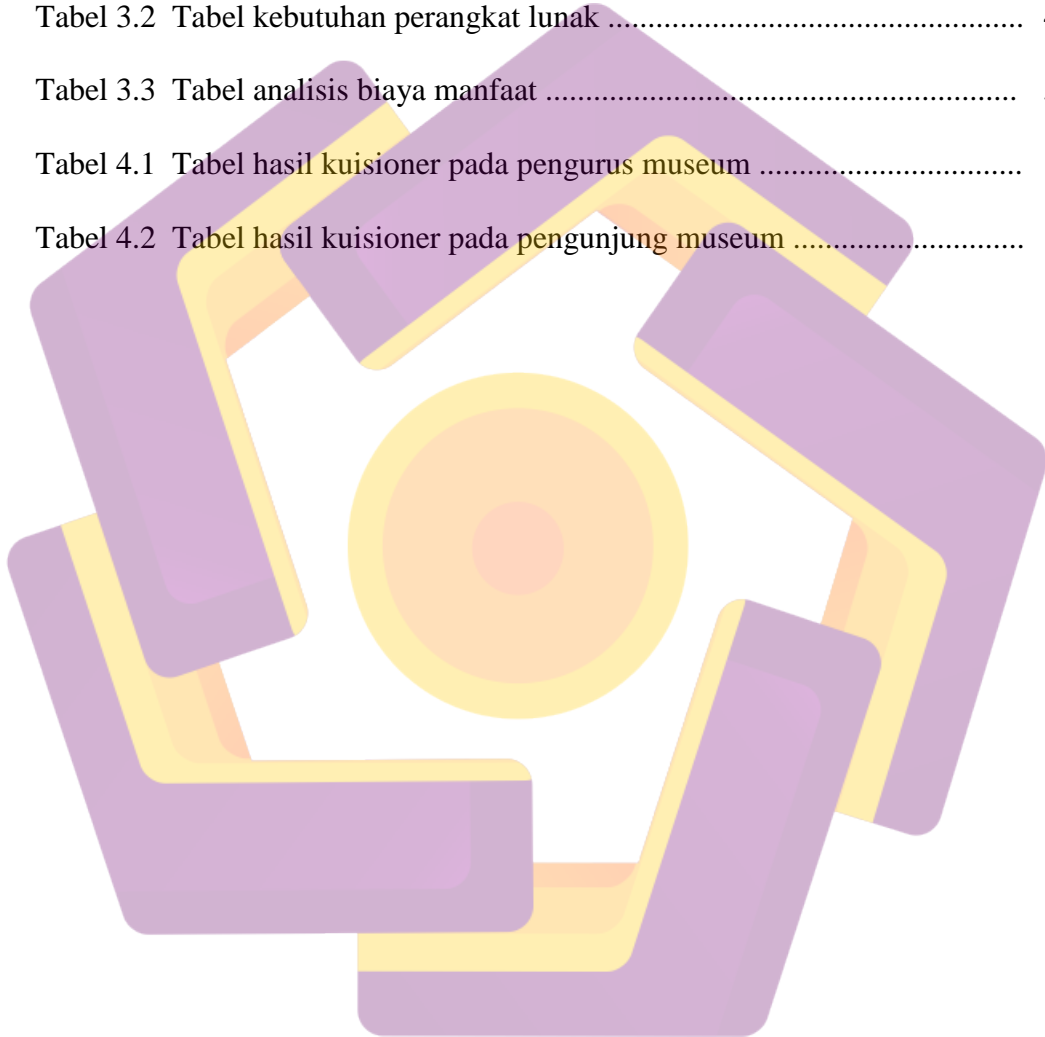 Tabel 3.2 Tabel kebutuhan perangkat lunak ....................................................
Tabel 3.3 Tabel analisis biaya manfaat ...........................................................
Tabel 4.1 Tabel hasil kuisioner pada pengurus museum .................................
Tabel 4.2 Tabel hasil kuisioner pada pengunjung museum .............................